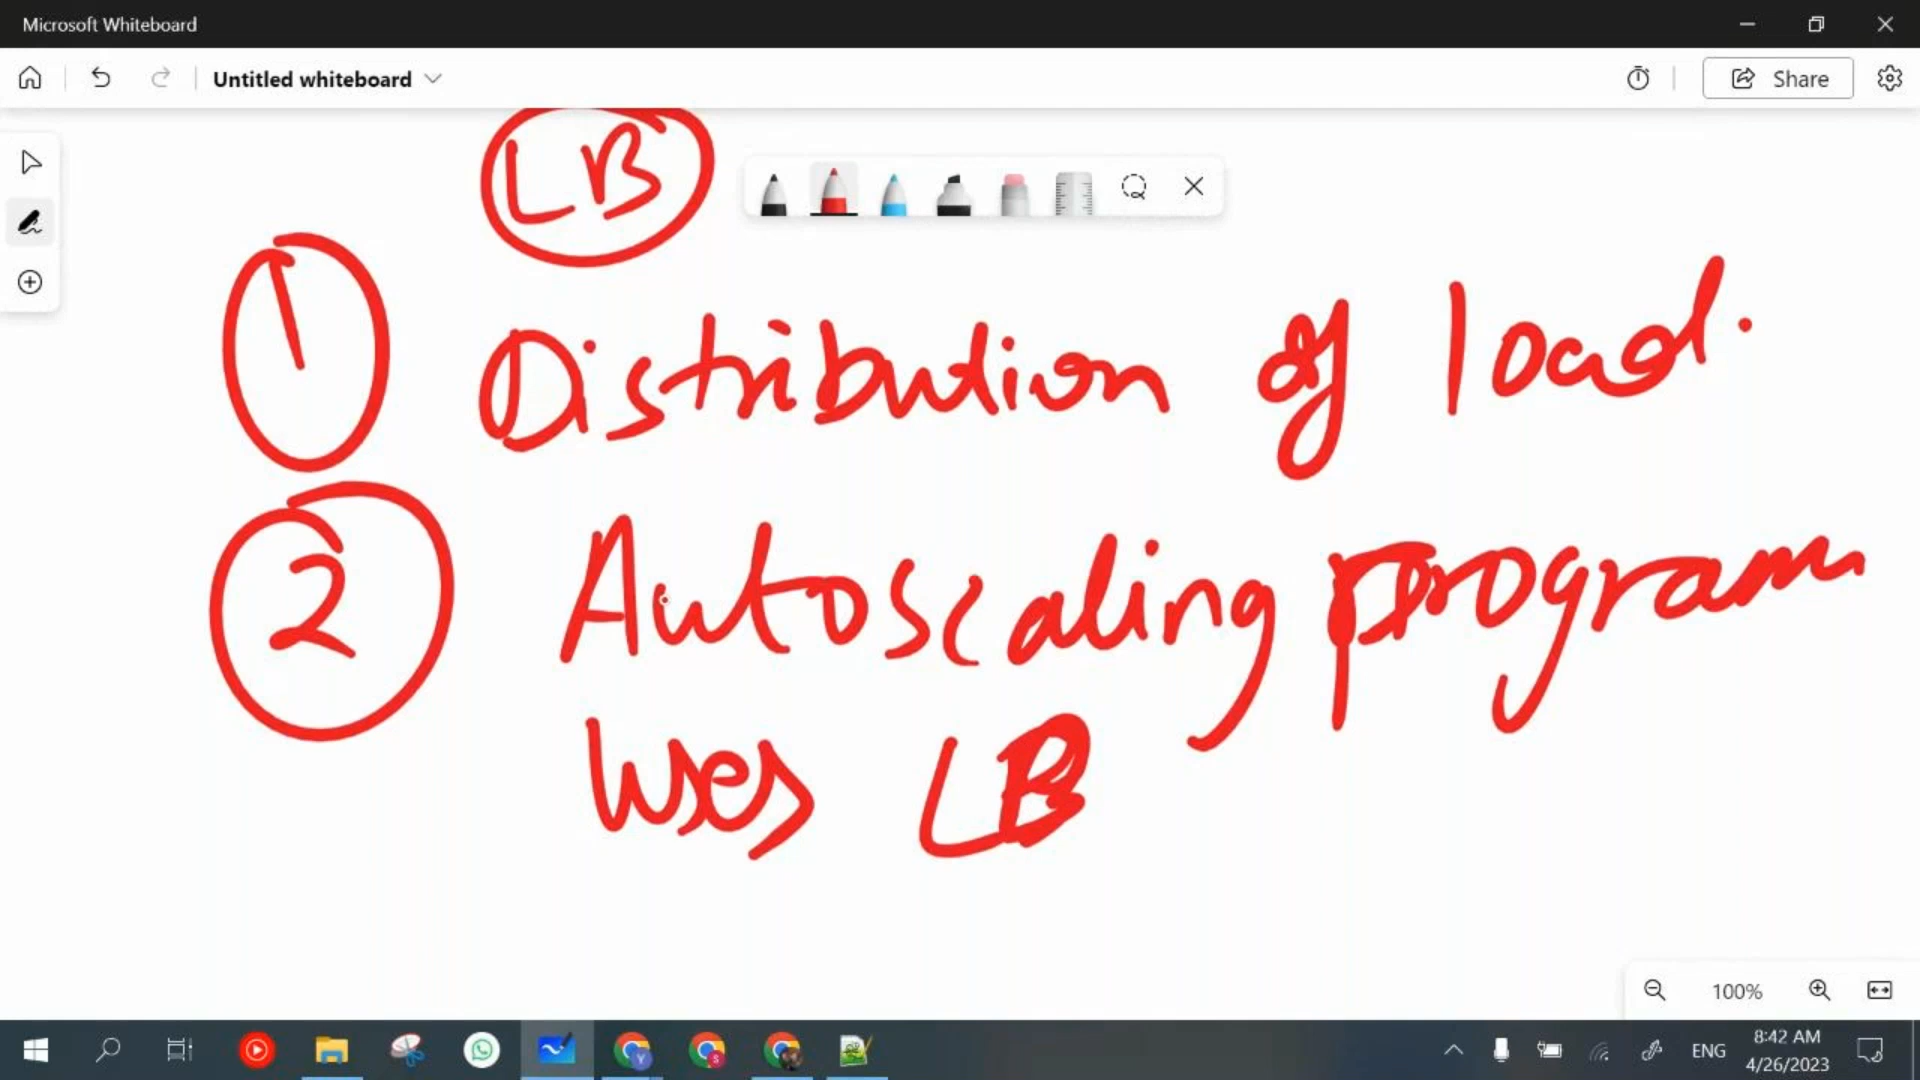 Microsoft Whiteboard
Untitled whiteboard
Share
LB
1 Distribution of load.
2 Autoscaling program
uses LB
100%
ENG
8:42 AM
4/26/2023